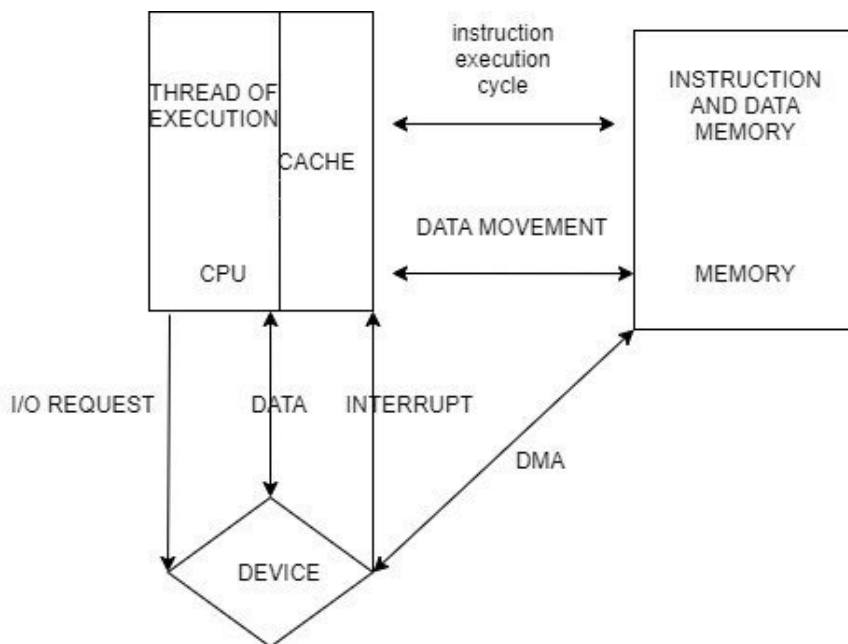 instruction
execution
cycle
THREAD OF
EXECUTION
CACHE
INSTRUCTION
AND DATA
MEMORY
DATA MOVEMENT
CPU
MEMORY
I/O REQUEST
DATA
INTERRUPT
DMA
DEVICE